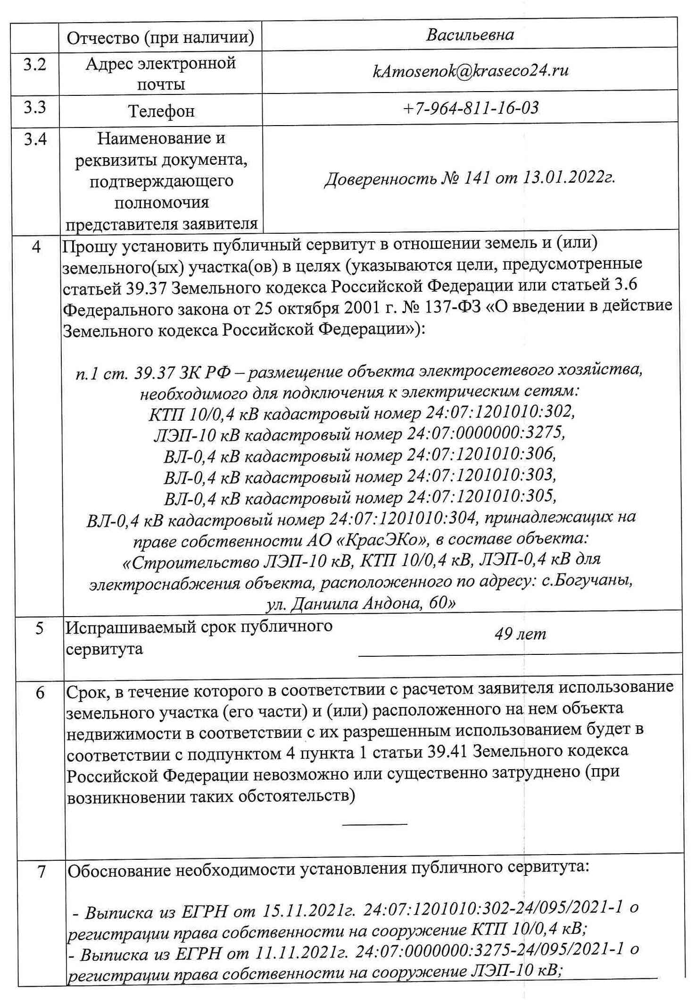 Отчество (при наличии)
Васильевна
3.2
Адрес электронной
почты
kAmosenok@kraseco24.ru
3.3
Телефон
+7-964-811-16-03
3.4
Наименование и
реквизиты документа,
подтверждающего
полномочия
представителя заявителя
Доверенность № 141 от 13.01.2022г.
4
Прошу установить публичный сервитут в отношении земель и (или)
земельного(ых) участка(ов) в целях (указываются цели, предусмотренные
статьей 39.37 Земельного кодекса Российской Федерации или статьей 3.6
Федерального закона от 25 октября 2001 г. № 137-ФЗ «О введении в действие
Земельного кодекса Российской Федерации»):
п.1 ст. 39.37 ЗК РФ – размещение объекта электросетевого хозяйства,
необходимого для подключения к электрическим сетям:
КТП 10/0,4 кВ кадастровый номер 24:07:1201010:302,
ЛЭП-10 кВ кадастровый номер 24:07:0000000:3275,
ВЛ-0,4 кВ кадастровый номер 24:07:1201010:306,
ВЛ-0,4 кВ кадастровый номер 24:07:1201010:303,
ВЛ-0,4 кВ кадастровый номер 24:07:1201010:305,
ВЛ-0,4 кВ кадастровый номер 24:07:1201010:304, принадлежащих на
праве собственности АО «КрасЭКо», в составе объекта:
«Строительство ЛЭП-10 кВ, КТП 10/0,4 кВ, ЛЭП-0,4 кВ для
электроснабжения объекта, расположенного по адресу: с.Богучаны,
ул. Даниила Андона, 60»
5
Испрашиваемый срок публичного
сервитута
49 лет
6
Срок, в течение которого в соответствии с расчетом заявителя использование
земельного участка (его части) и (или) расположенного на нем объекта
недвижимости в соответствии с их разрешенным использованием будет в
соответствии с подпунктом 4 пункта 1 статьи 39.41 Земельного кодекса
Российской Федерации невозможно или существенно затруднено (при
возникновении таких обстоятельств)
7
Обоснование необходимости установления публичного сервитута:
- Выписка из ЕГРН от 15.11.2021г. 24:07:1201010:302-24/095/2021-1 о
регистрации права собственности на сооружение КТП 10/0,4 кВ;
- Выписка из ЕГРН от 11.11.2021г. 24:07:0000000:3275-24/095/2021-1 о
регистрации права собственности на сооружение ЛЭП-10 кВ;